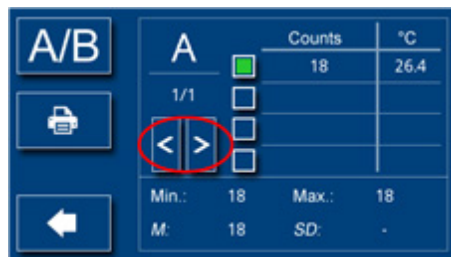 A/B
A
Counts °C
18 26.4
1/1
< >
Min.: 18 Max.: 18
M: 18 SD: -